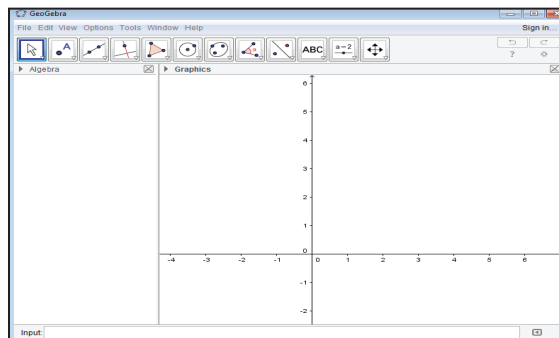 GeoGebra
File Edit View Options Tools Window Help
Sign in...
A
ABC
a=2
?
Algebra
Graphics
6
5
4
3
2
1
0
-4 -3 -2 -1 0 1 2 3 4 5 6
-1
-2
Input: